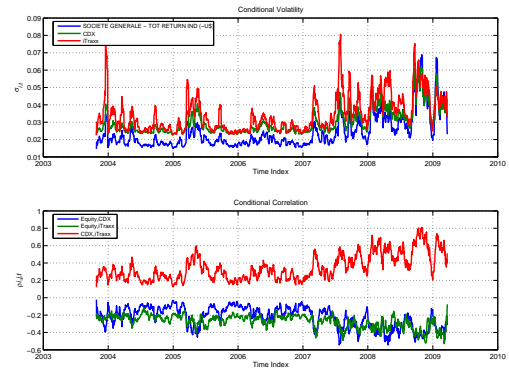 Conditional Volatility
0.09
0.08
0.07
0.06
0.05
0.04
0.03
0.02
0.01
σ
SOCIETE GENERALE − TOT RETURN IND (~U$)
CDX
iTraxx
2003 2004 2005 2006 2007 2008 2009 2010
Time Index
Conditional Correlation
1
0.8
0.6
0.4
0.2
0
−0.2
−0.4
−0.6
Equity,CDX
Equity,iTraxx
CDX,iTraxx
2003 2004 2005 2006 2007 2008 2009 2010
Time Index